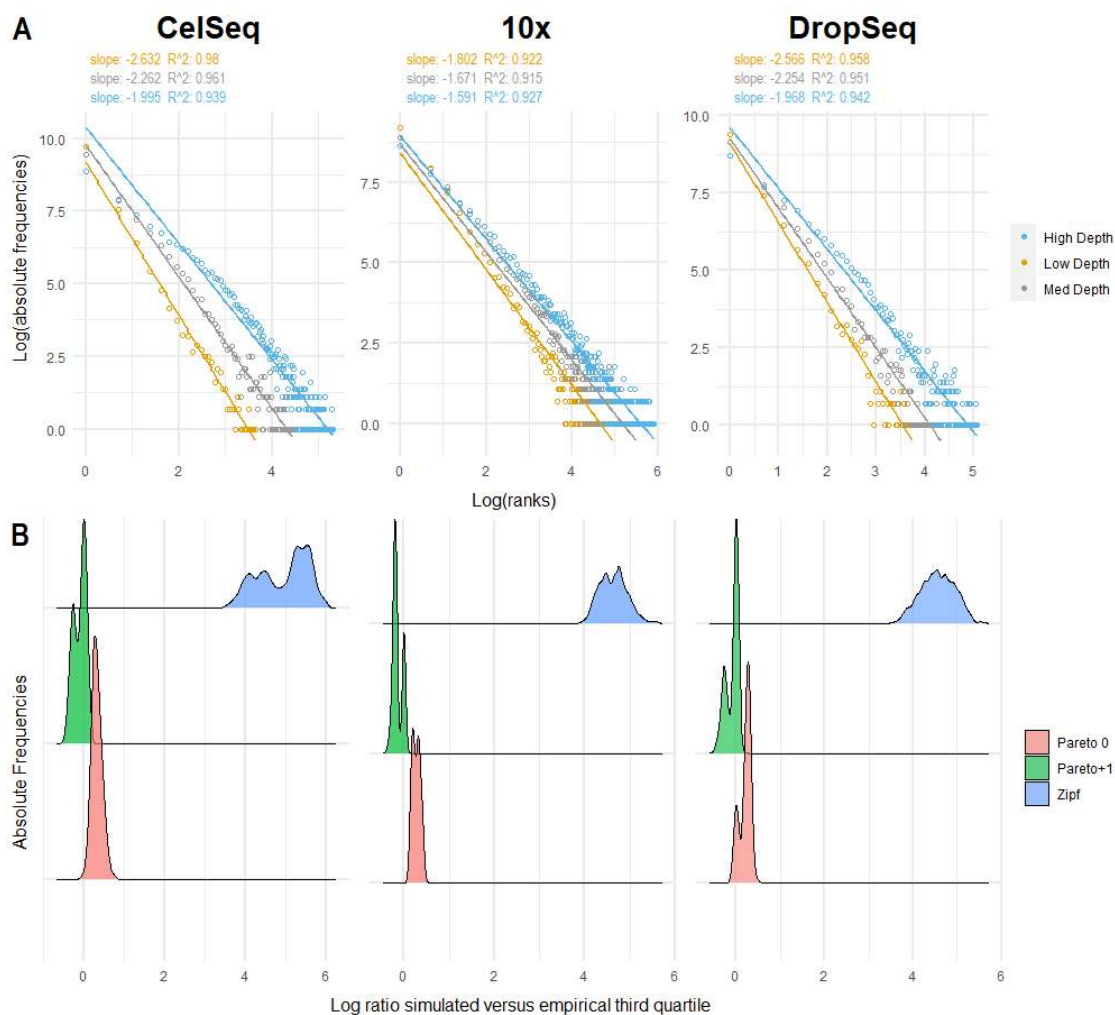 A
CelSeq
10x
DropSeq
slope: -2.632 R^2: 0.98
slope: -2.262 R^2: 0.961
slope: -1.995 R^2: 0.939
slope: -1.802 R^2: 0.922
slope: -1.671 R^2: 0.915
slope: -1.591 R^2: 0.927
slope: -2.566 R^2: 0.958
slope: -2.254 R^2: 0.951
slope: -1.968 R^2: 0.942
Log(absolute frequencies)
10.0
7.5
5.0
2.5
0.0
0 2 4
7.5
5.0
2.5
0.0
0 1 2 3 4 5 6
10.0
7.5
5.0
2.5
0.0
0 1 2 3 4 5
Log(ranks)
High Depth
Low Depth
Med Depth
B
Absolute Frequencies
0 2 4 6
0 2 4 6
0 2 4 6
Log ratio simulated versus empirical third quartile
Pareto 0
Pareto+1
Zipf